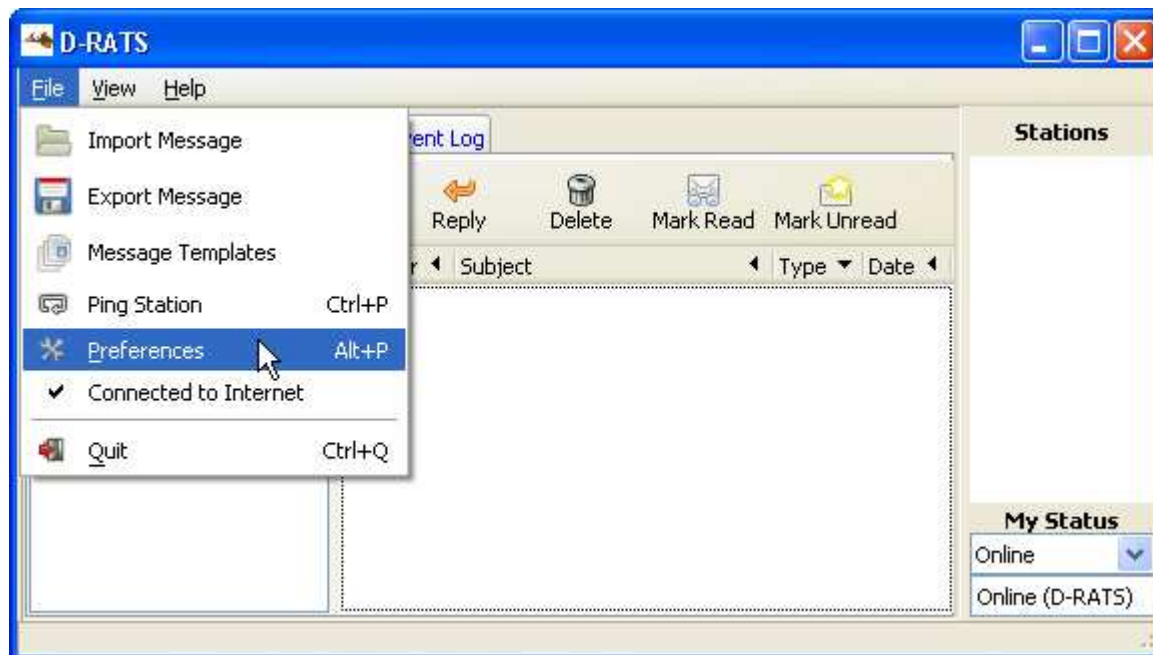 D-RATS
File View Help
Import Message
Export Message
Message Templates
Ping Station Ctrl+P
Preferences Alt+P
Connected to Internet
Quit Ctrl+Q
Log
Reply Delete Mark Read Mark Unread
Subject Type Date
Stations
My Status
Online
Online (D-RATS)